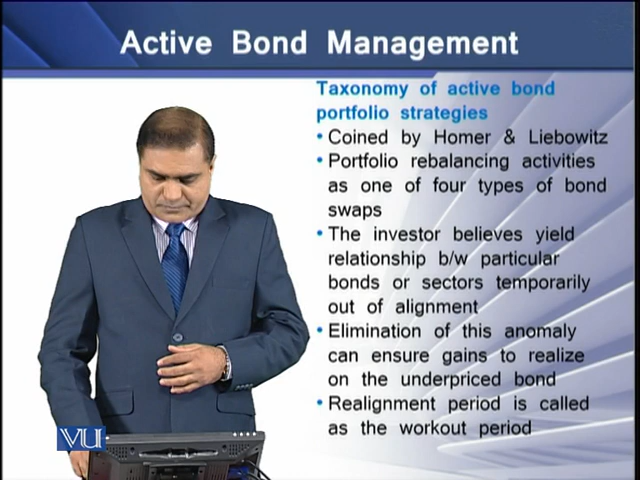 Active Bond Management
Taxonomy of active bond
portfolio strategies
• Coined by Homer & Liebowitz
• Portfolio rebalancing activities
as one of four types of bond
swaps
• The investor believes yield
relationship b/w particular
bonds or sectors temporarily
out of alignment
• Elimination of this anomaly
can ensure gains to realize
on the underpriced bond
• Realignment period is called
as the workout period
VU